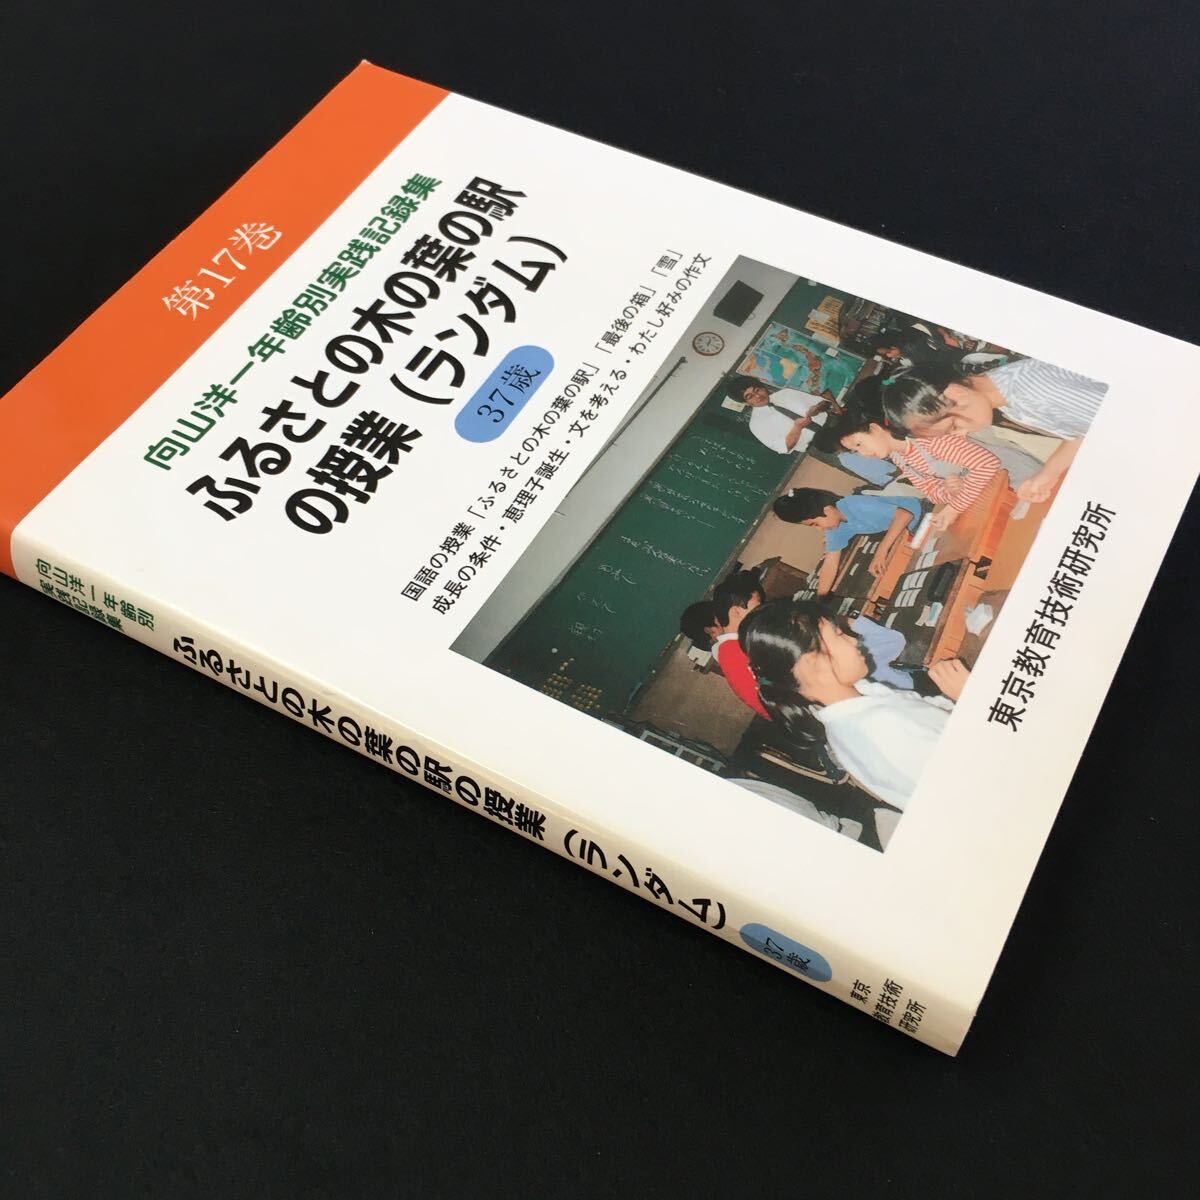 第17巻
向山洋一年齢別実践記録集
ふるさとの木の葉の駅
の授業(ランダム)
37歳
国語の授業「ふるさとの木の葉の駅」「最後の箱」「雪」
成長の条件・恵理子誕生・文を考える・わたし好みの作文
東京教育技術研究所
向山洋一年齢別
実践記録集
ふるさとの木の葉の駅の授業(ランダム)
37歳
東京
教育技術
研究所